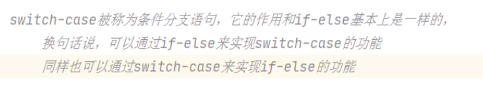 switch-case被称为条件分支语句，它的作用和if-else基本上是一样的，
换句话说，可以通过if-else来实现switch-case的功能
同样也可以通过switch-case来实现if-else的功能